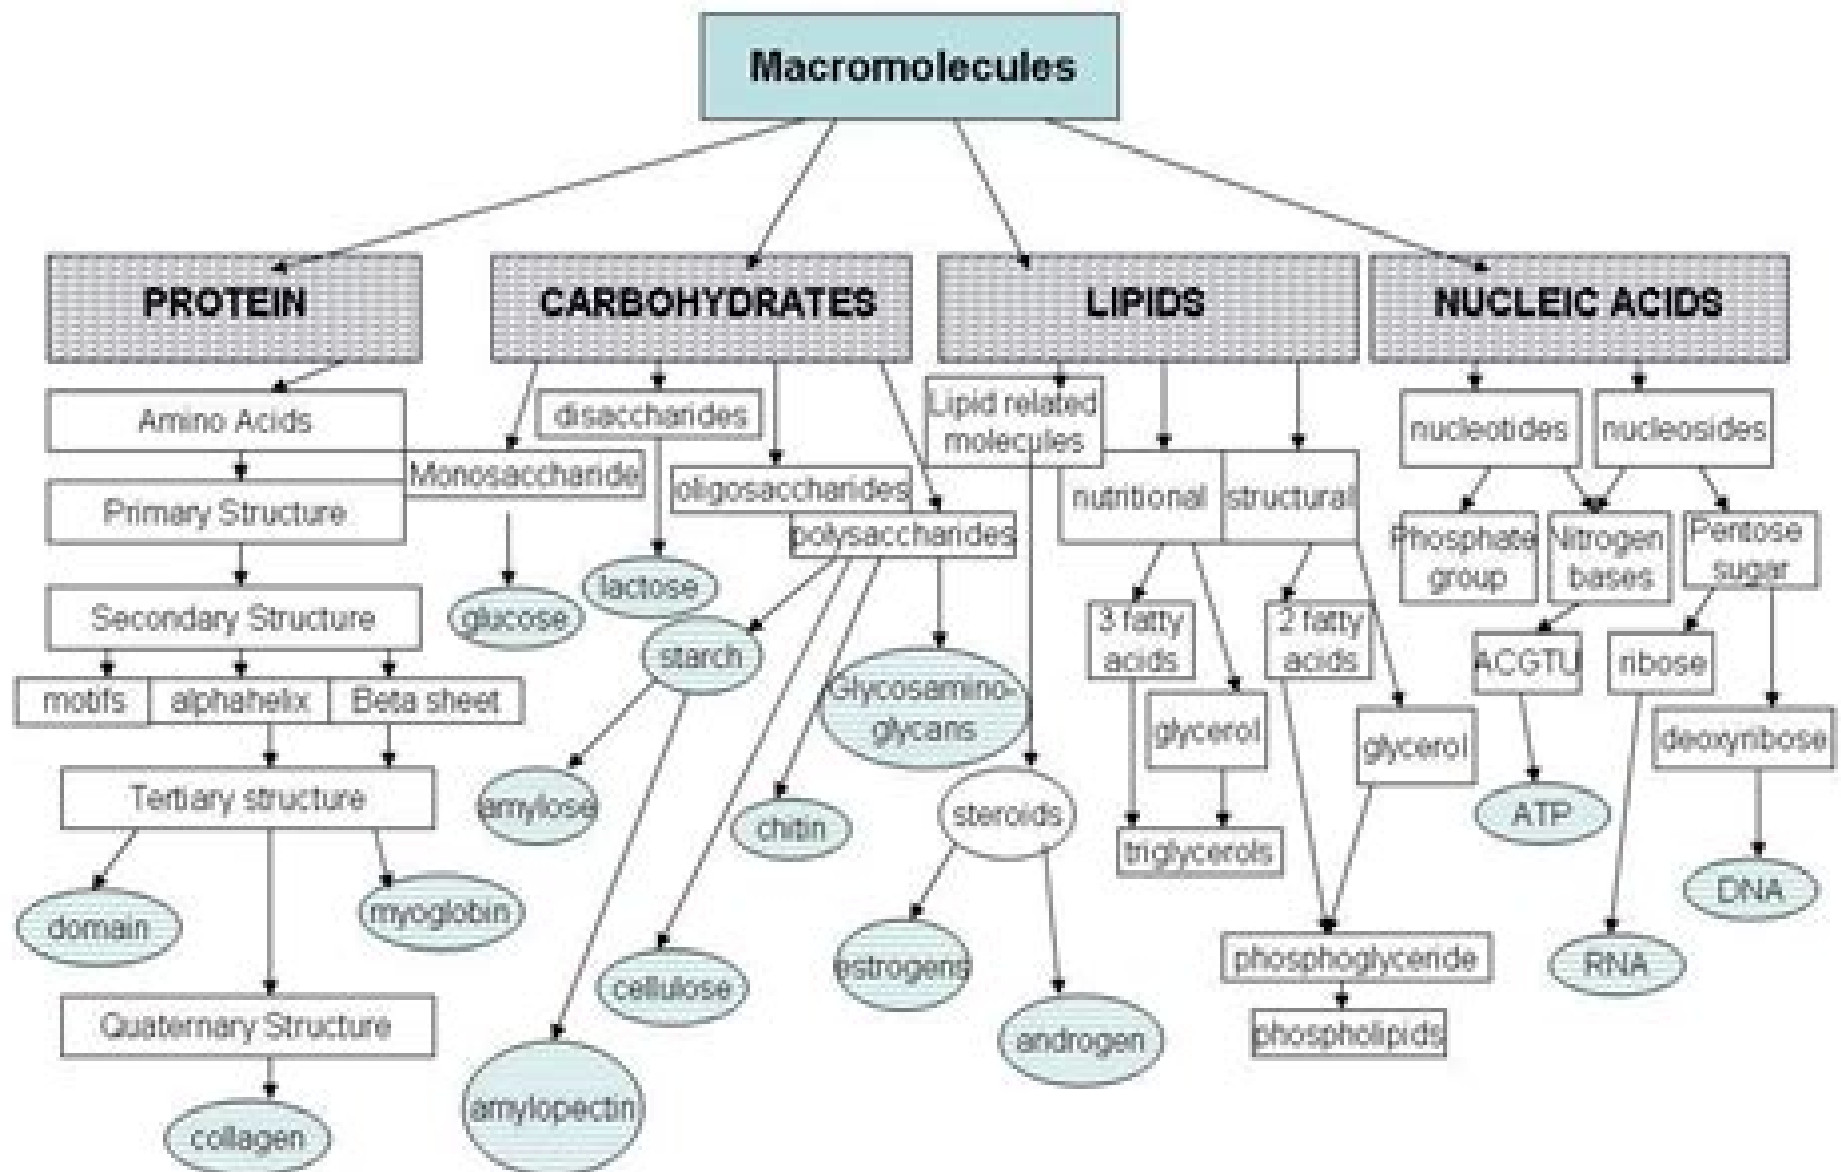 Macromolecules
PROTEIN
CARBOHYDRATES
LIPIDS
NUCLEIC ACIDS
Amino Acids
Primary Structure
Secondary Structure
motifs
alphahelix
Beta sheet
Tertiary structure
domain
myoglobin
Quaternary Structure
collagen
Monosaccharide
glucose
disaccharides
lactose
oligosaccharides
polysaccharides
starch
amylose
amylopectin
cellulose
chitin
Glycosamino-
glycans
Lipid related
molecules
steroids
estrogens
androgen
nutritional
structural
3 fatty
acids
glycerol
triglycerols
2 fatty
acids
glycerol
phosphoglyceride
phospholipids
nucleotides
nucleosides
Phosphate
group
Nitrogen
bases
Pentose
sugar
ACGTU
ATP
ribose
RNA
deoxyribose
DNA